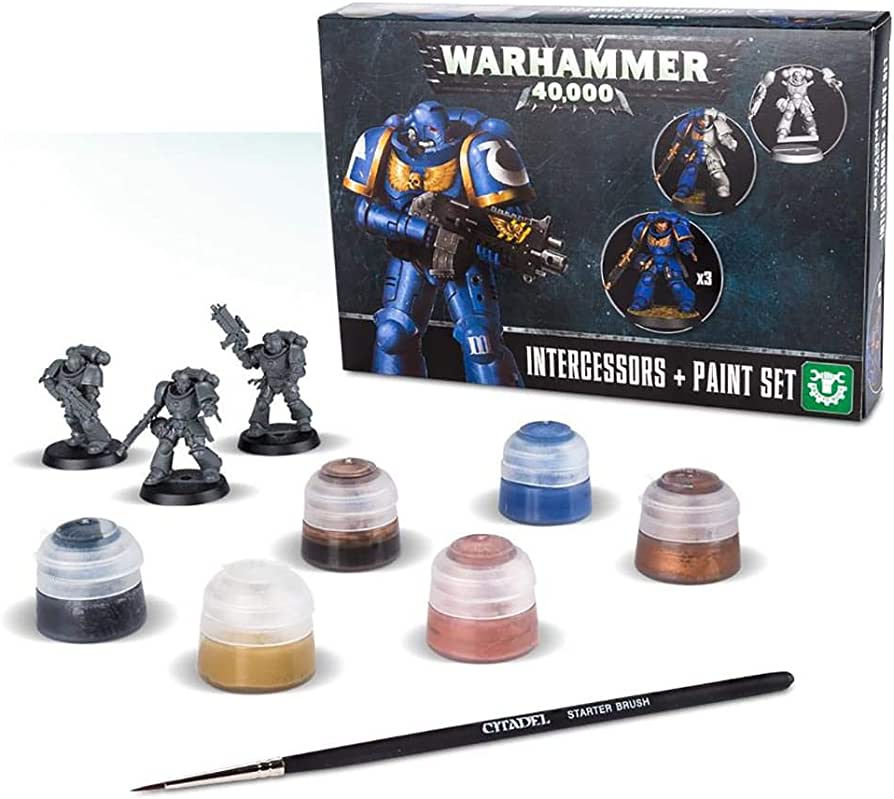 WARHAMMER
40,000
x3
INTERCESSORS + PAINT SET
CITADEL STARTER BRUSH